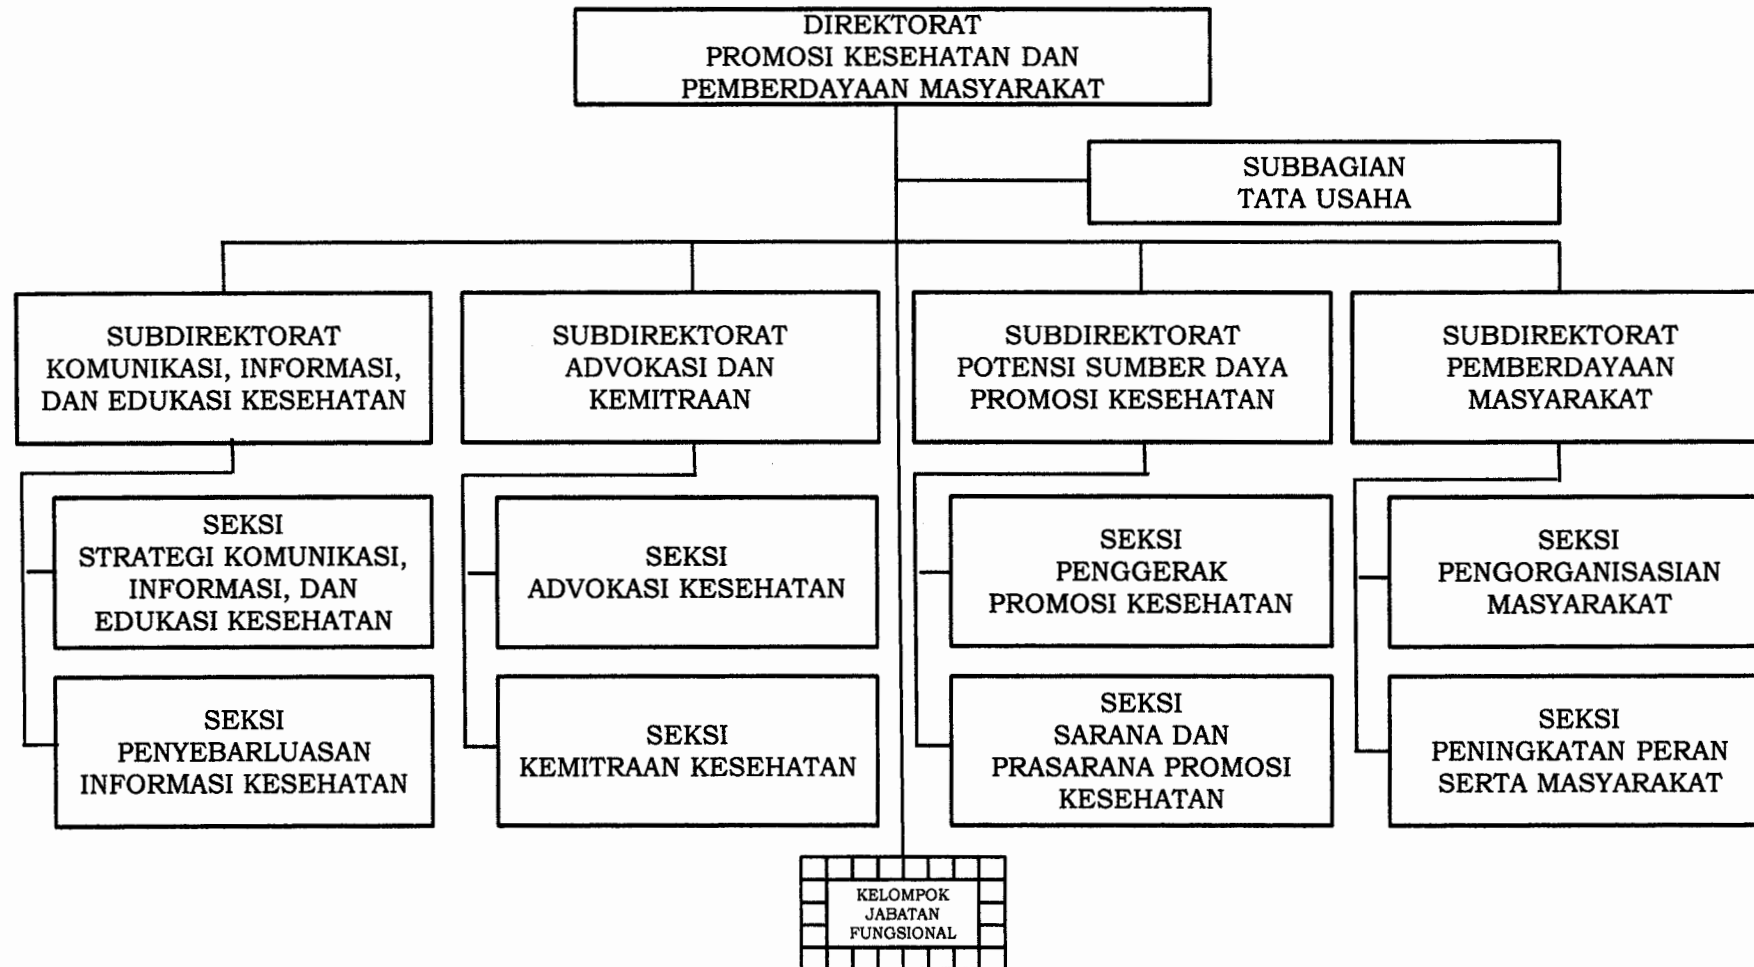 DIREKTORAT
PROMOSI KESEHATAN DAN
PEMBERDAYAAN MASYARAKAT
SUBBAGIAN
TATA USAHA
SUBDIREKTORAT
KOMUNIKASI, INFORMASI,
DAN EDUKASI KESEHATAN
SUBDIREKTORAT
ADVOKASI DAN
KEMITRAAN
SUBDIREKTORAT
POTENSI SUMBER DAYA
PROMOSI KESEHATAN
SUBDIREKTORAT
PEMBERDAYAAN
MASYARAKAT
SEKSI
STRATEGI KOMUNIKASI,
INFORMASI, DAN
EDUKASI KESEHATAN
SEKSI
ADVOKASI KESEHATAN
SEKSI
PENGGERAK
PROMOSI KESEHATAN
SEKSI
PENGORGANISASIAN
MASYARAKAT
SEKSI
PENYEBARLUASAN
INFORMASI KESEHATAN
SEKSI
KEMITRAAN KESEHATAN
SEKSI
SARANA DAN
PRASARANA PROMOSI
KESEHATAN
SEKSI
PENINGKATAN PERAN
SERTA MASYARAKAT
KELOMPOK
JABATAN
FUNGSIONAL